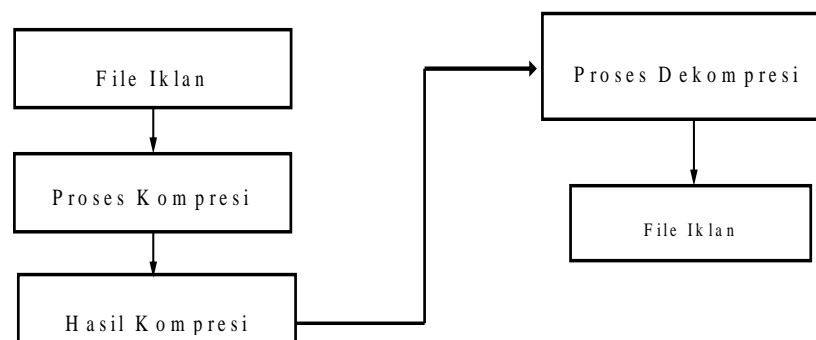 File Iklan
Proses Kompresi
Hasil Kompresi
Proses Dekompresi
File Iklan